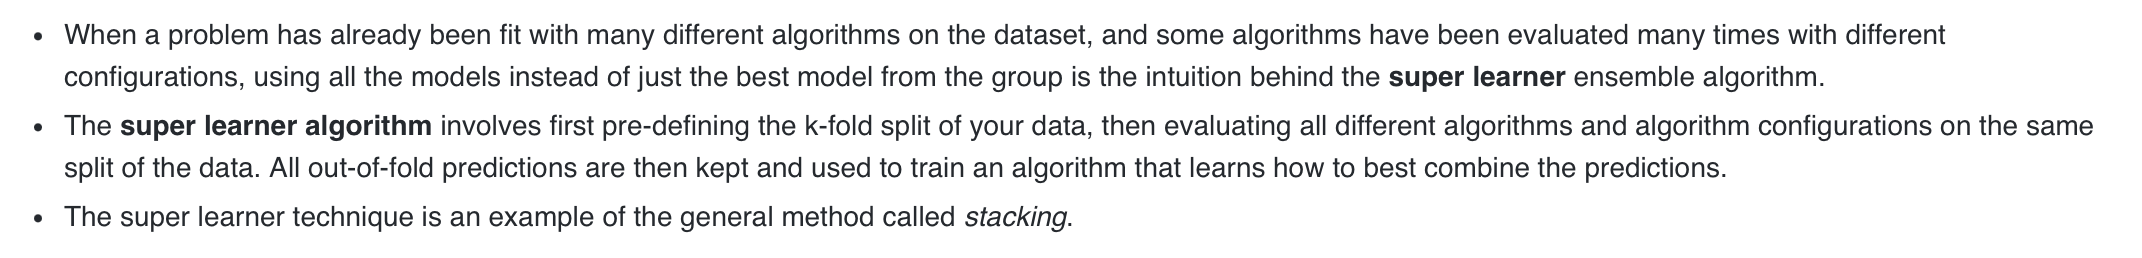 • When a problem has already been fit with many different algorithms on the dataset, and some algorithms have been evaluated many times with different
configurations, using all the models instead of just the best model from the group is the intuition behind the super learner ensemble algorithm.
• The super learner algorithm involves first pre-defining the k-fold split of your data, then evaluating all different algorithms and algorithm configurations on the same
split of the data. All out-of-fold predictions are then kept and used to train an algorithm that learns how to best combine the predictions.
• The super learner technique is an example of the general method called stacking.